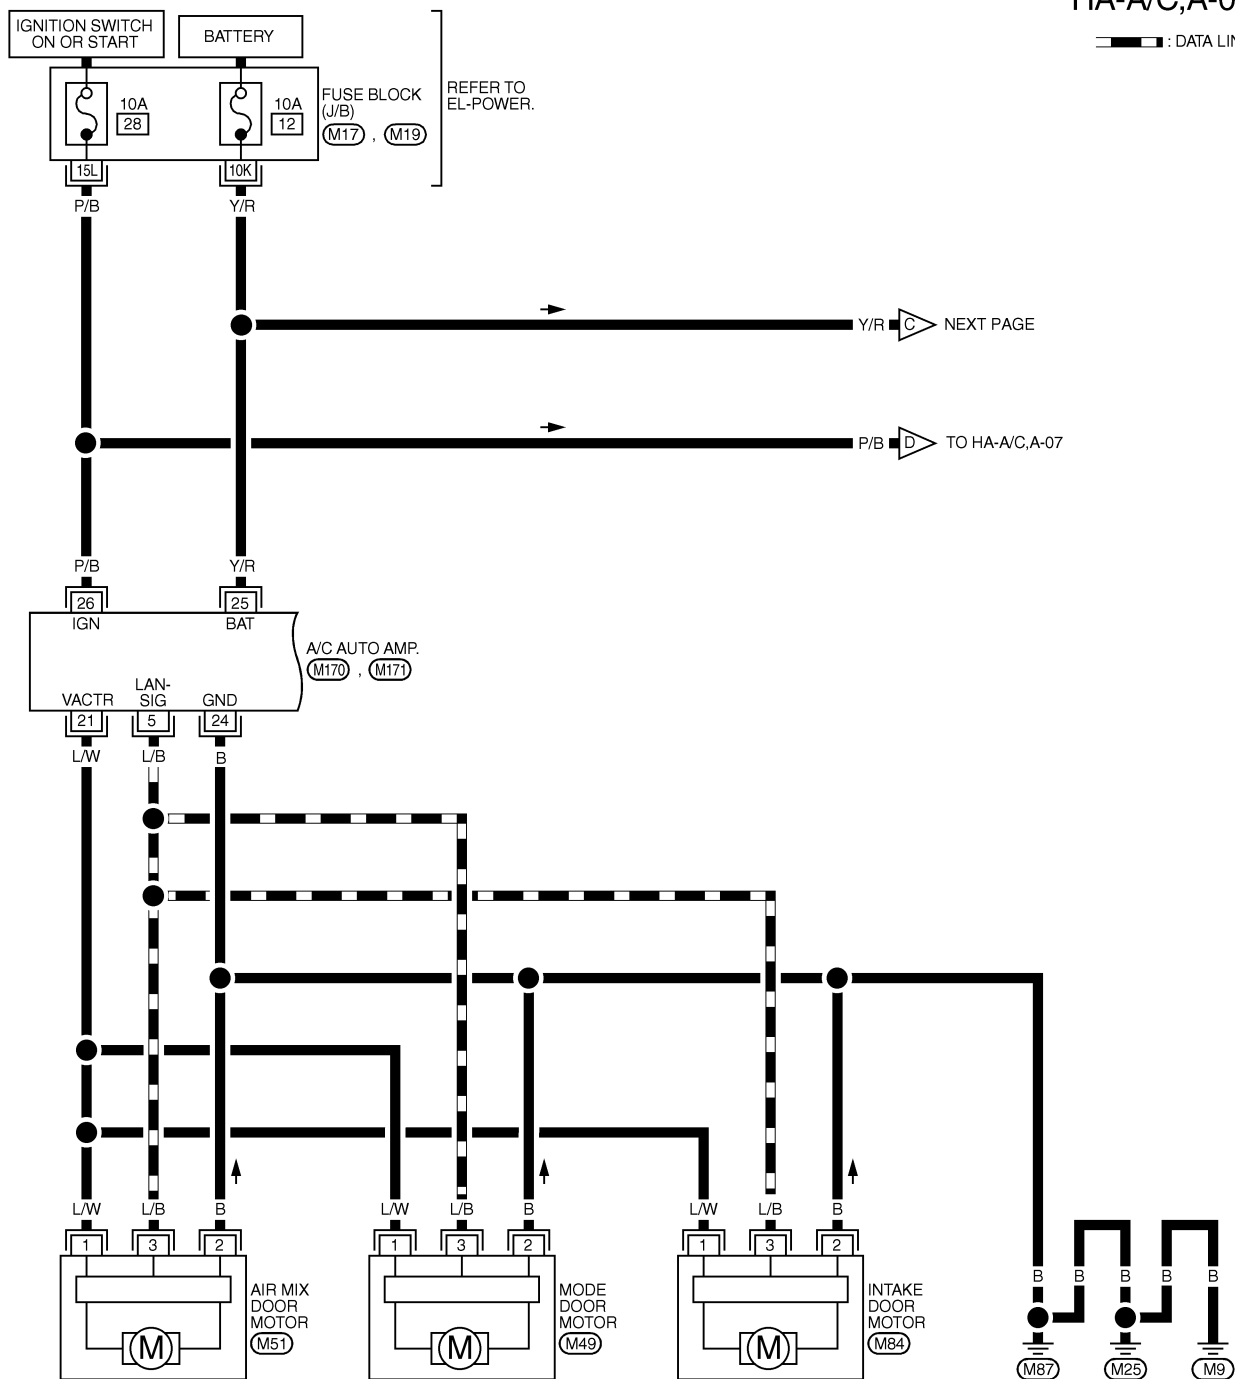 HA-A/C,A-0
: DATA LIN
IGNITION SWITCH
ON OR START
BATTERY
10A
28
10A
12
FUSE BLOCK
(J/B)
M17 , M19
REFER TO
EL-POWER.
15L
10K
P/B
Y/R
Y/R
C
NEXT PAGE
P/B
D
TO HA-A/C,A-07
P/B
Y/R
26
25
IGN
BAT
A/C AUTO AMP.
M170 , M171
VACTR
LAN-
SIG
GND
21
5
24
L/W
L/B
B
L/W
L/B
B
L/W
L/B
B
L/W
L/B
B
1
3
2
1
3
2
1
3
2
AIR MIX
DOOR
MOTOR
M51
M
MODE
DOOR
MOTOR
M49
M
INTAKE
DOOR
MOTOR
M84
M
B
B
B
B
B
M87
M25
M9